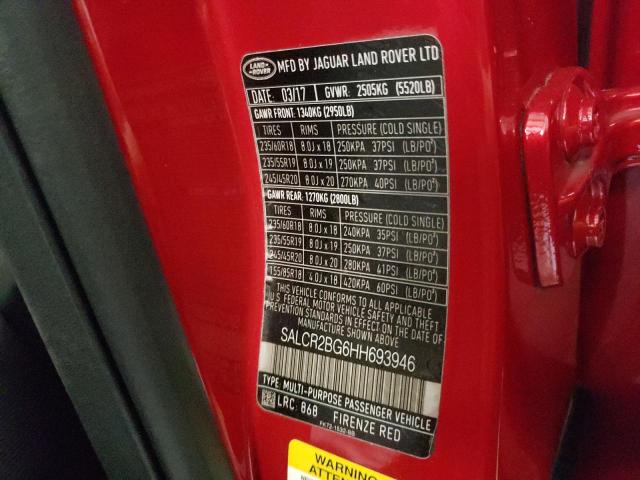 LAND ROVER MFD BY JAGUAR LAND ROVER LTD
DATE: 03/17 GVWR: 2505KG (5520LB)
GAWR FRONT: 1340KG (2950LB)
TIRES RIMS PRESSURE (COLD SINGLE)
235/60R18 8.0J x 18 250KPA 37PSI (LB/PO²)
235/55R19 8.0J x 19 250KPA 37PSI (LB/PO²)
245/45R20 8.0J x 20 270KPA 40PSI (LB/PO²)
GAWR REAR: 1270KG (2800LB)
TIRES RIMS PRESSURE (COLD SINGLE)
235/60R18 8.0J x 18 240KPA 35PSI (LB/PO²)
235/55R19 8.0J x 19 250KPA 37PSI (LB/PO²)
245/45R20 8.0J x 20 280KPA 41PSI (LB/PO²)
155/85R18 4.0J x 18 420KPA 60PSI (LB/PO²)
THIS VEHICLE CONFORMS TO ALL APPLICABLE
U.S. FEDERAL MOTOR VEHICLE SAFETY AND THEFT
PREVENTION STANDARDS IN EFFECT ON THE DATE
OF MANUFACTURE SHOWN ABOVE
SALCR2BG6HH693946
TYPE: MULTI-PURPOSE PASSENGER VEHICLE
LRC: 868 FIRENZE RED
WARNING